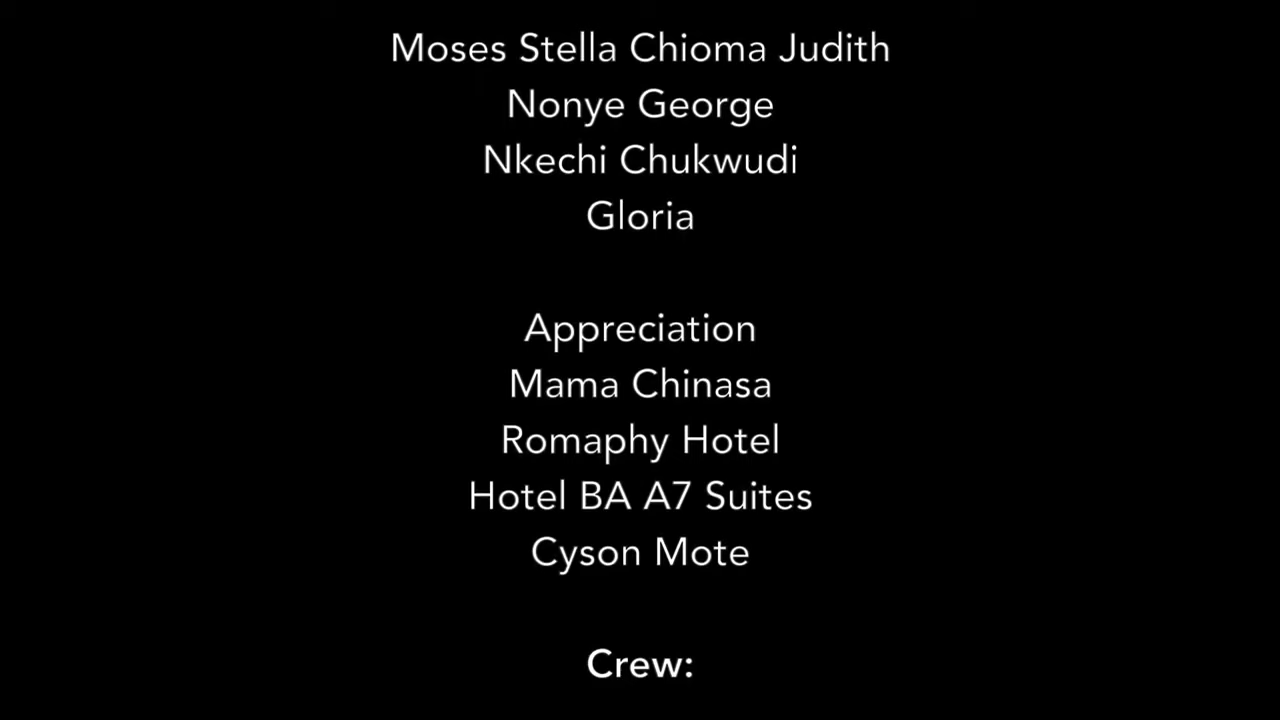 Moses Stella Chioma Judith
Nonye George
Nkechi Chukwudi
Gloria
Appreciation
Mama Chinasa
Romaphy Hotel
Hotel BA A7 Suites
Cyson Mote
Crew: